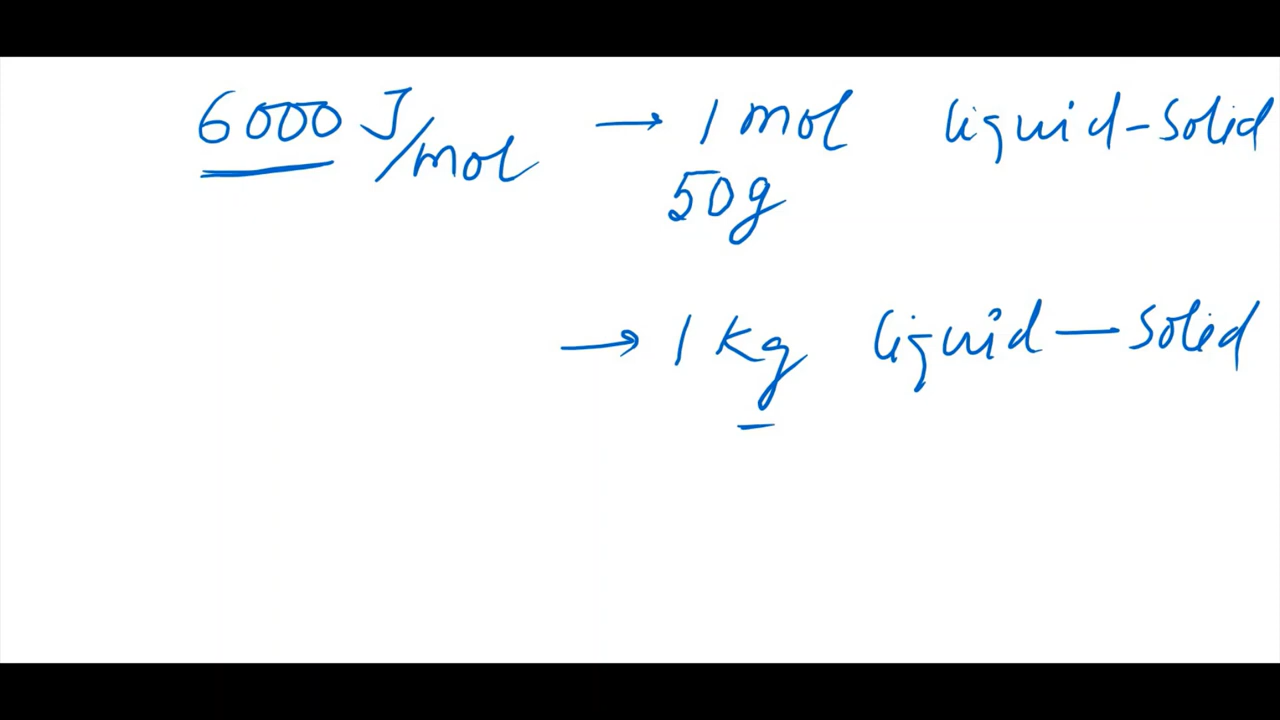 6000 J/mol → 1 mol liquid-solid
50g
→ 1 kg liquid — solid